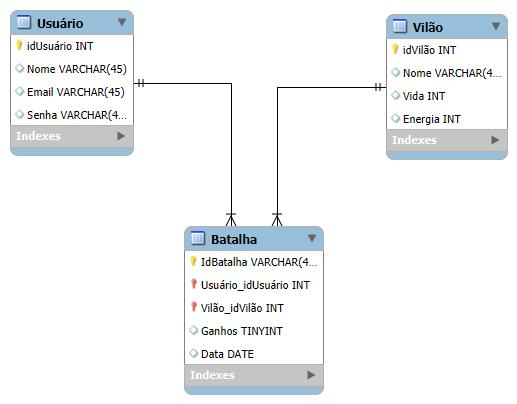 Usuário
idUsuário INT
Nome VARCHAR(45)
Email VARCHAR(45)
Senha VARCHAR(4...
Indexes
Vilão
idVilão INT
Nome VARCHAR(4...
Vida INT
Energia INT
Indexes
Batalha
IdBatalha VARCHAR(4...
Usuário_idUsuário INT
Vilão_idVilão INT
Ganhos TINYINT
Data DATE
Indexes